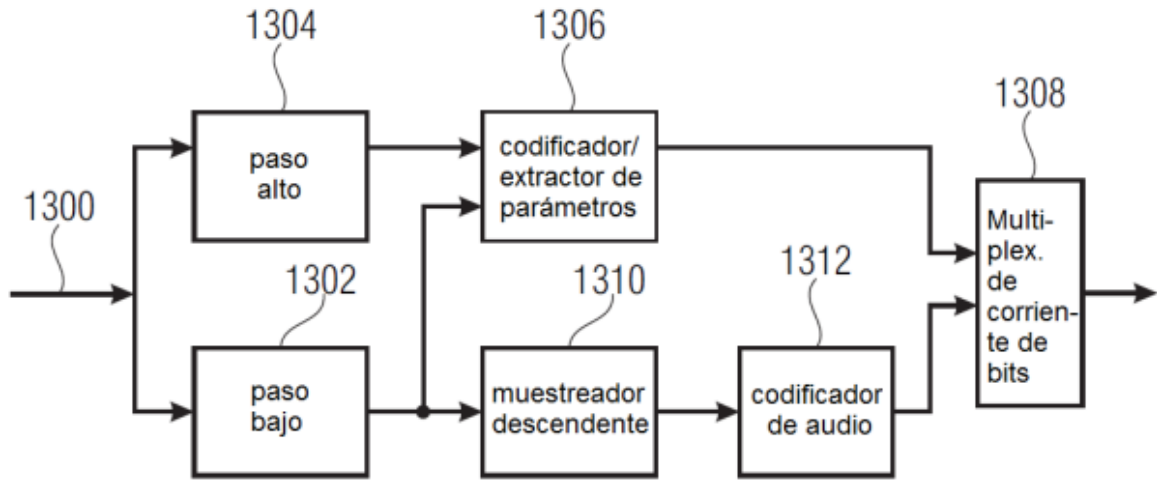 1304
1306
1308
paso
alto
codificador/
extractor de
parámetros
1300
1302
1310
1312
Multi-
plex.
de
corrien-
te de
bits
paso
bajo
muestreador
descendente
codificador
de audio